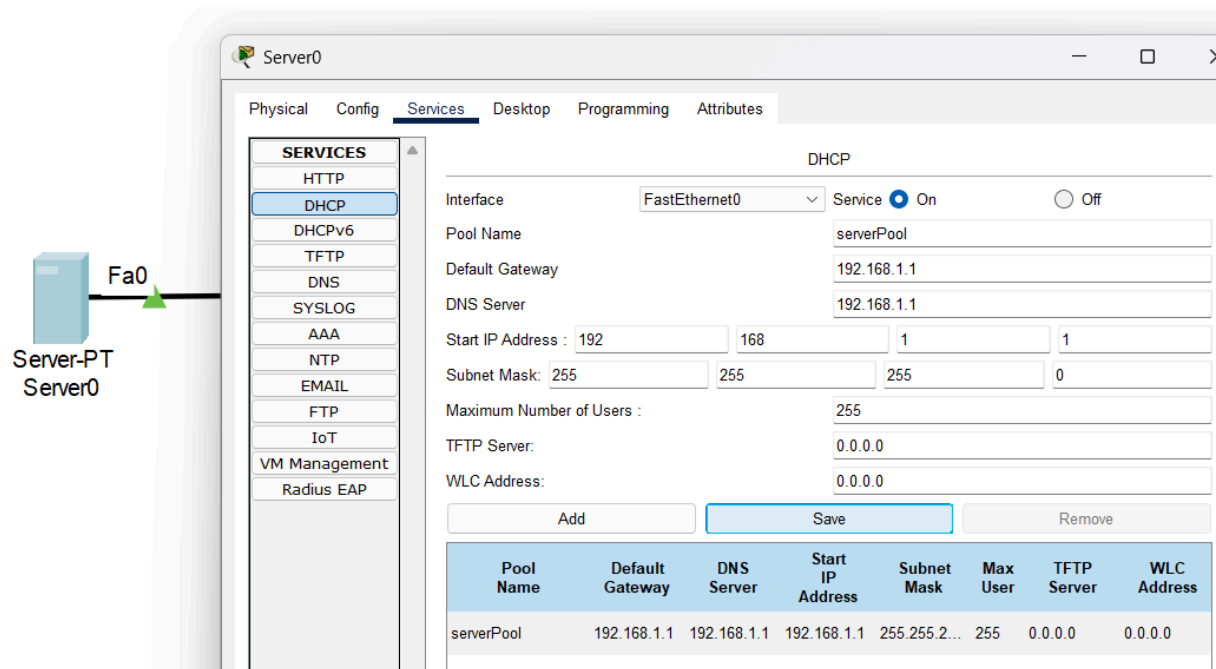 Server0
Physical Config Services Desktop Programming Attributes
SERVICES
HTTP
DHCP
DHCPv6
TFTP
DNS
SYSLOG
AAA
NTP
EMAIL
FTP
IoT
VM Management
Radius EAP
DHCP
Interface FastEthernet0 Service On Off
Pool Name serverPool
Default Gateway 192.168.1.1
DNS Server 192.168.1.1
Start IP Address : 192 168 1 1
Subnet Mask: 255 255 255 0
Maximum Number of Users : 255
TFTP Server: 0.0.0.0
WLC Address: 0.0.0.0
Add Save Remove
Pool Name Default Gateway DNS Server Start IP Address Subnet Mask Max User TFTP Server WLC Address
serverPool 192.168.1.1 192.168.1.1 192.168.1.1 255.255.2... 255 0.0.0.0 0.0.0.0
Fa0
Server-PT
Server0